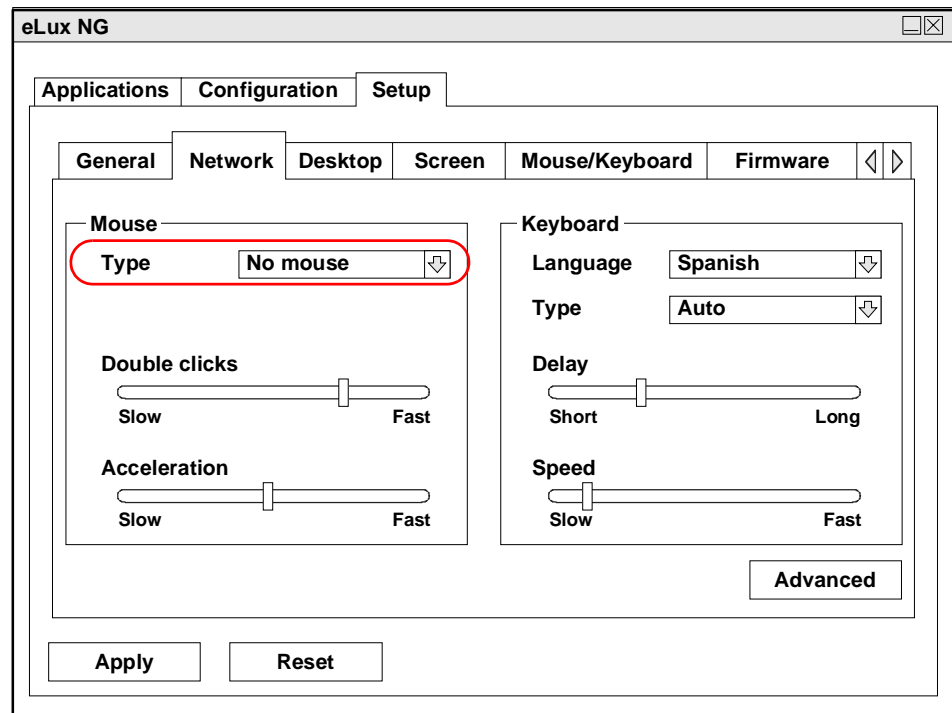 eLux NG
Applications Configuration Setup
General Network Desktop Screen Mouse/Keyboard Firmware
Mouse
Type No mouse
Double clicks
Slow Fast
Acceleration
Slow Fast
Keyboard
Language Spanish
Type Auto
Delay
Short Long
Speed
Slow Fast
Advanced
Apply Reset